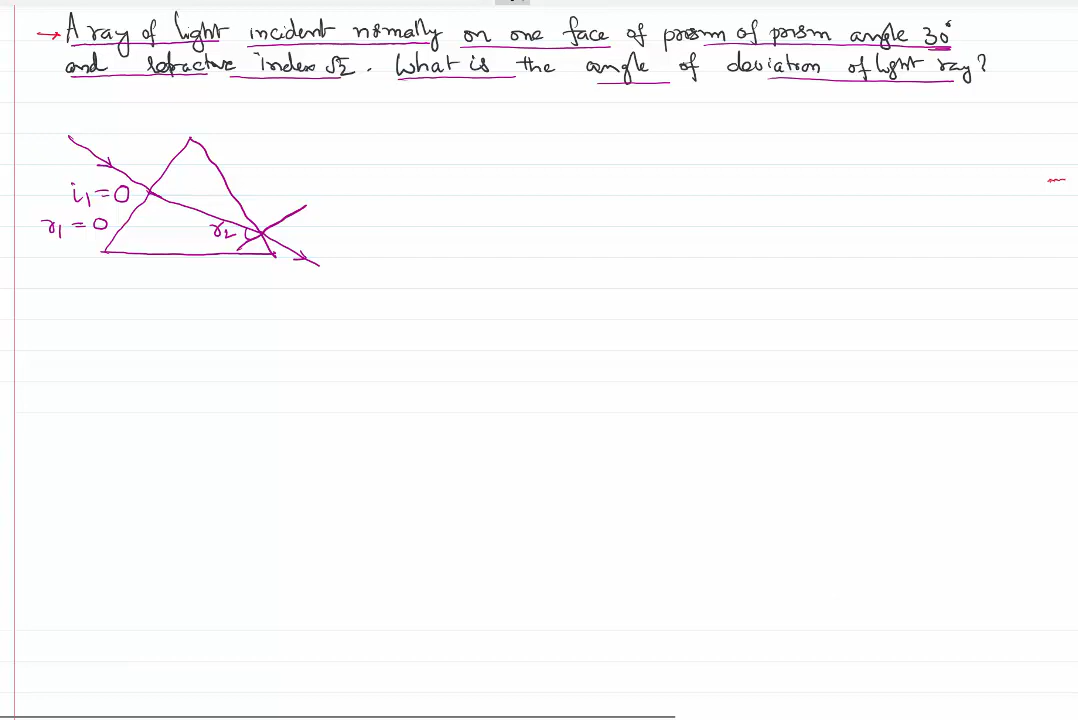 → A ray of light incident normally on one face of prism of prism angle 30°
and refractive index √2. What is the angle of deviation of light ray?
i₁=0
r₁=0
r₂